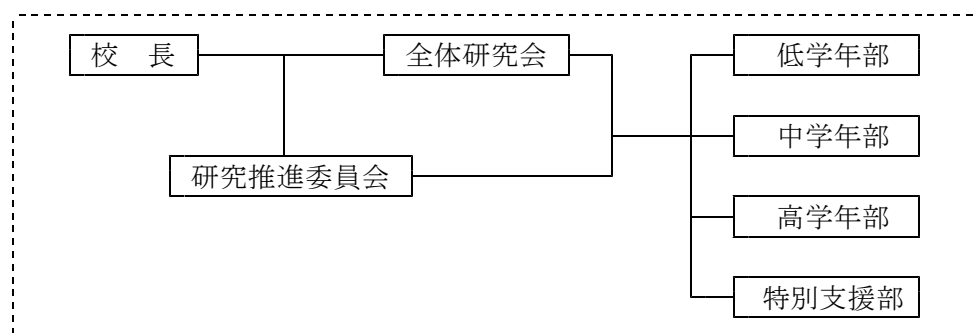 校　長
全体研究会
低学年部
中学年部
研究推進委員会
高学年部
特別支援部